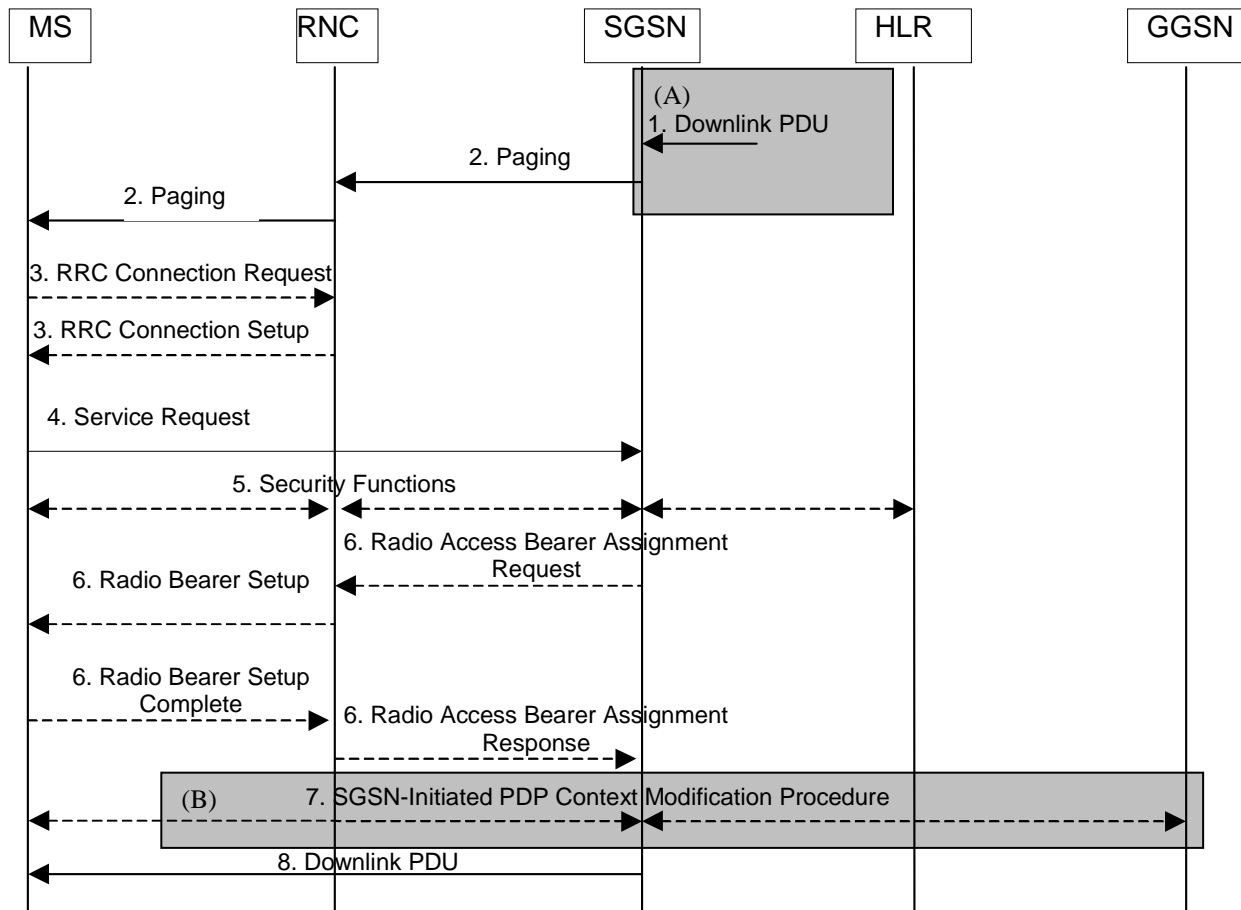 MS
RNC
SGSN
HLR
GGSN
(A)
1. Downlink PDU
2. Paging
2. Paging
3. RRC Connection Request
3. RRC Connection Setup
4. Service Request
5. Security Functions
6. Radio Access Bearer Assignment
Request
6. Radio Bearer Setup
6. Radio Bearer Setup
Complete
6. Radio Access Bearer Assignment
Response
(B)
7. SGSN-Initiated PDP Context Modification Procedure
8. Downlink PDU